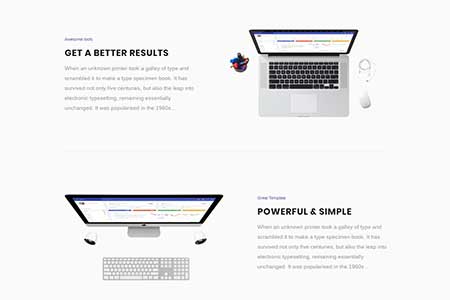 Awesome tools
GET A BETTER RESULTS
When an unknown printer took a galley of type and
scrambled it to make a type specimen book. It has
survived not only five centuries, but also the leap into
electronic typesetting, remaining essentially
unchanged. It was popularised in the 1960s...
Great Template
POWERFUL & SIMPLE
When an unknown printer took a galley of type and
scrambled it to make a type specimen book. It has
survived not only five centuries, but also the leap into
electronic typesetting, remaining essentially
unchanged. It was popularised in the 1960s...